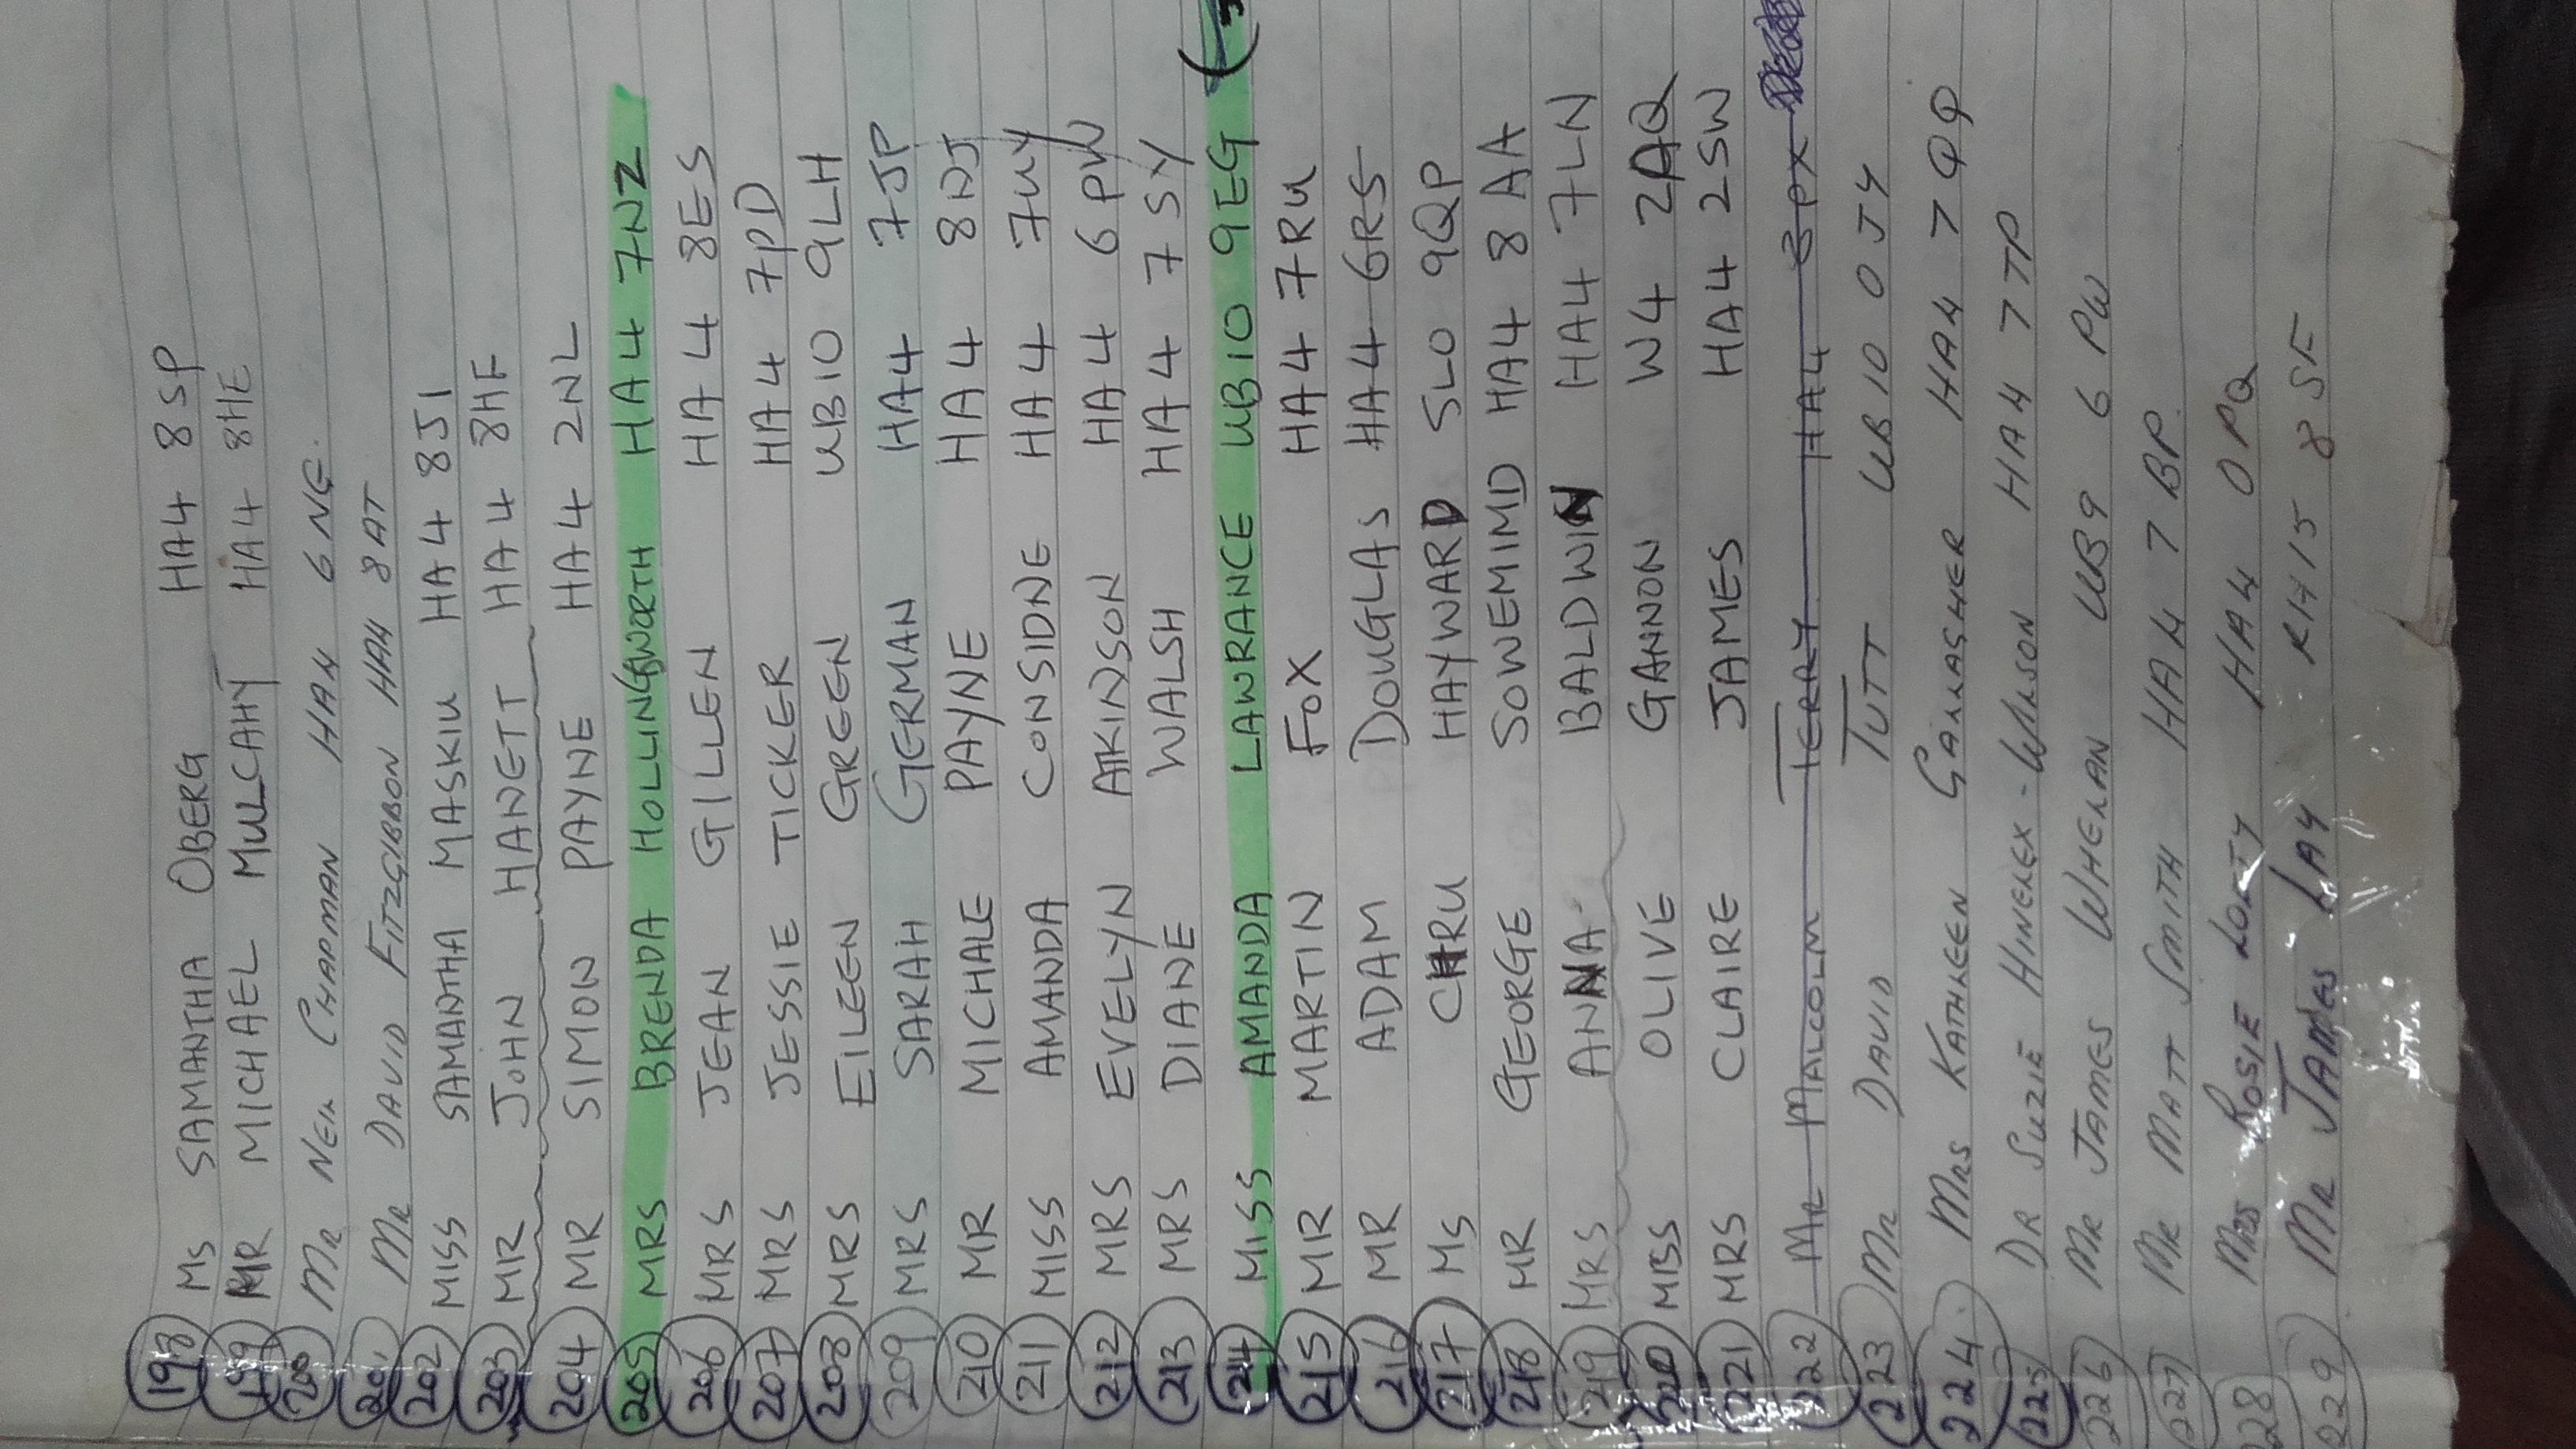 198 Ms SAMANTHA OBERG HA4 8SP
199 MR MICHAEL MULCAHY HA4 8HE
200 MR NEIL CHAPMAN HA4 6NG.
201 MR DAVID FITZGIBBON HA4 8AT
202 MISS SAMANTHA MASKILL HA4 8JI
203 MR JOHN HANETT HA4 8HF
204 MR SIMON PAYNE HA4 2NL
205 MRS BRENDA HOLLINGSWORTH HA4 7NZ
206 MRS JEAN GILLEN HA4 8ES
207 MRS JESSIE TICKER HA4 7PD
208 MRS EILEEN GREEN UB10 9LH
209 MRS SARAH GERMAN HA4 7JP
210 MR MICHALE PAYNE HA4 8NJ
211 MISS AMANDA CONSIDNE HA4 7UY
212 MRS EVELYN ATKINSON HA4 6PW
213 MRS DIANE WALSH HA4 7SY
214 MISS AMANDA LAWRANCE UB10 9EG
215 MR MARTIN FOX HA4 7RU
216 MR ADAM DOUGLAS HA4 6RS
217 Ms CHRU HAYWARD SL0 9QP
218 MR GEORGE SOWEMIMO HA4 8AA
219 MRS ANNA BALDWIN HA4 7LN
220 MISS OLIVE GANNON W4 2AQ
221 MRS CLAIRE JAMES HA4 2SW
222 MR MALCOLM TERRY HA4 8PX
223 MR DAVID TUTT UB10 0JY
224 MRS KATHLEEN GALLAGHER HA4 7QQ
225 DR SUZIE HINELEX-WILSON HA4 7TP
226 MR JAMES WHELAN UB9 6PW
227 MR MATT SMITH HA4 7BP.
228 MRS ROSIE LOFTY HA4 0PQ
229 MR JAMES LAY RH15 8SF